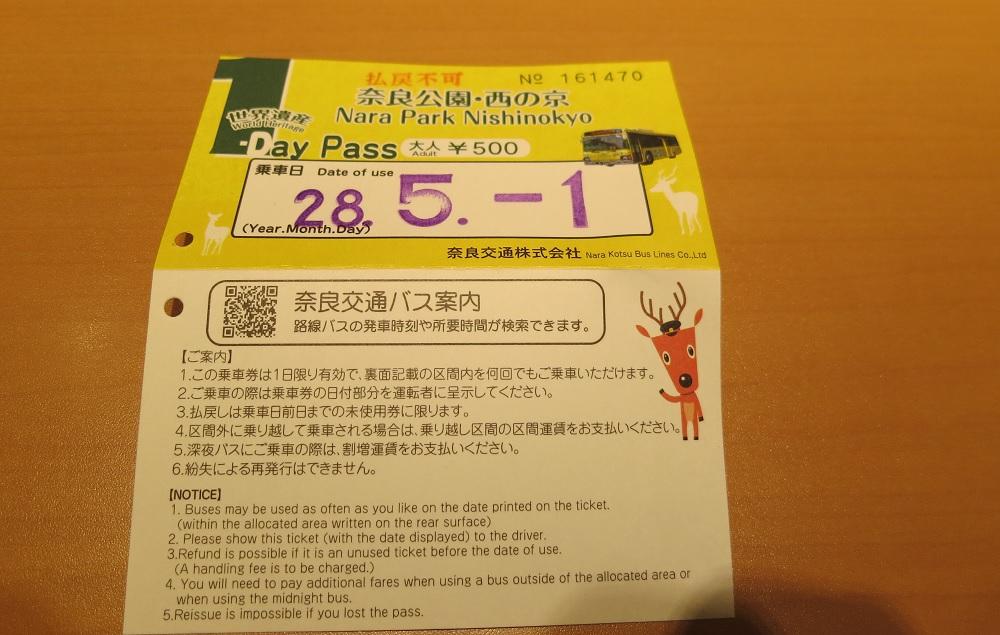 払戻不可 No 161470
奈良公園・西の京
世界遺産
World Heritage
Nara Park Nishinokyo
1-Day Pass 大人 Adult ¥500
乗車日 Date of use
28. 5. -1
(Year.Month.Day)
奈良交通株式会社 Nara Kotsu Bus Lines Co.,Ltd
奈良交通バス案内
路線バスの発車時刻や所要時間が検索できます。
【ご案内】
1.この乗車券は1日限り有効で、裏面記載の区間内を何回でもご乗車いただけます。
2.ご乗車の際は乗車券の日付部分を運転者に呈示してください。
3.払戻しは乗車日前日までの未使用券に限ります。
4.区間外に乗り越して乗車される場合は、乗り越し区間の区間運賃をお支払いください。
5.深夜バスにご乗車の際は、割増運賃をお支払いください。
6.紛失による再発行はできません。
【NOTICE】
1. Buses may be used as often as you like on the date printed on the ticket.
(within the allocated area written on the rear surface)
2. Please show this ticket (with the date displayed) to the driver.
3.Refund is possible if it is an unused ticket before the date of use.
(A handling fee is to be charged.)
4. You will need to pay additional fares when using a bus outside of the allocated area or
when using the midnight bus.
5.Reissue is impossible if you lost the pass.